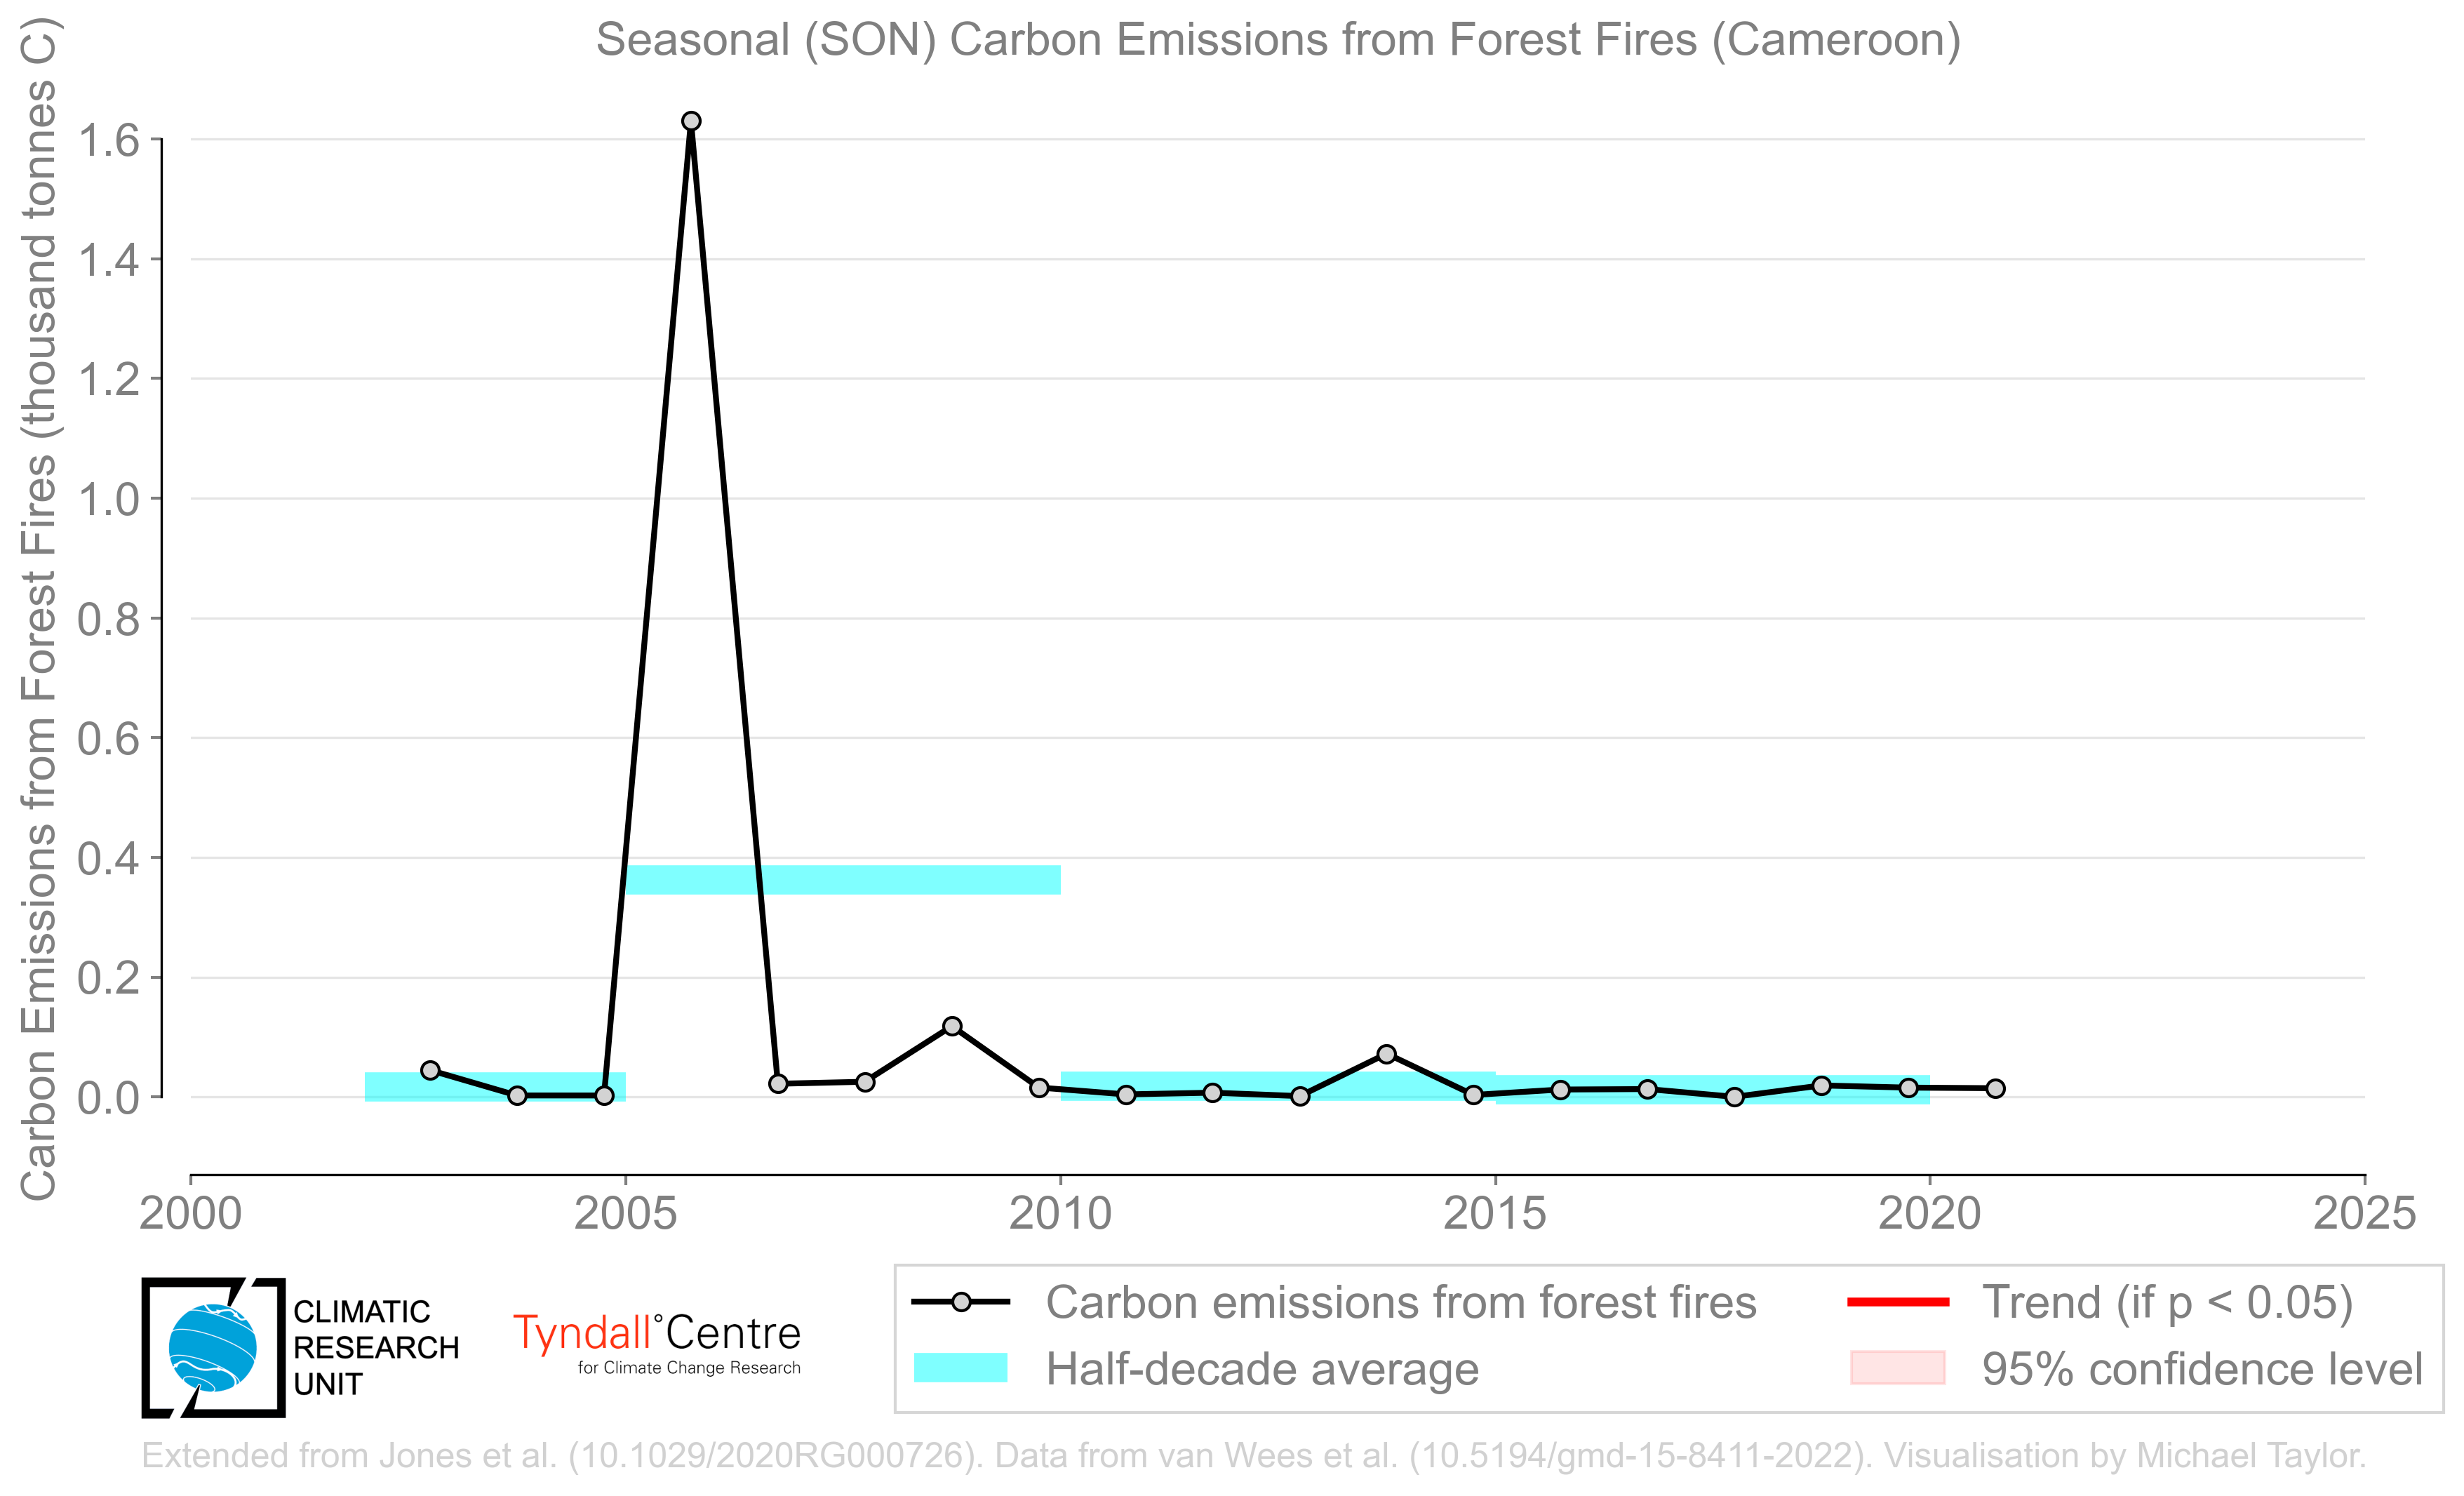 Seasonal (SON) Carbon Emissions from Forest Fires (Cameroon)
Carbon Emissions from Forest Fires (thousand tonnes C)
1.6
1.4
1.2
1.0
0.8
0.6
0.4
0.2
0.0
2000 2005 2010 2015 2020 2025
Carbon emissions from forest fires
Half-decade average
Trend (if p < 0.05)
95% confidence level
CLIMATIC
RESEARCH
UNIT
Tyndall°Centre
for Climate Change Research
Extended from Jones et al. (10.1029/2020RG000726). Data from van Wees et al. (10.5194/gmd-15-8411-2022). Visualisation by Michael Taylor.